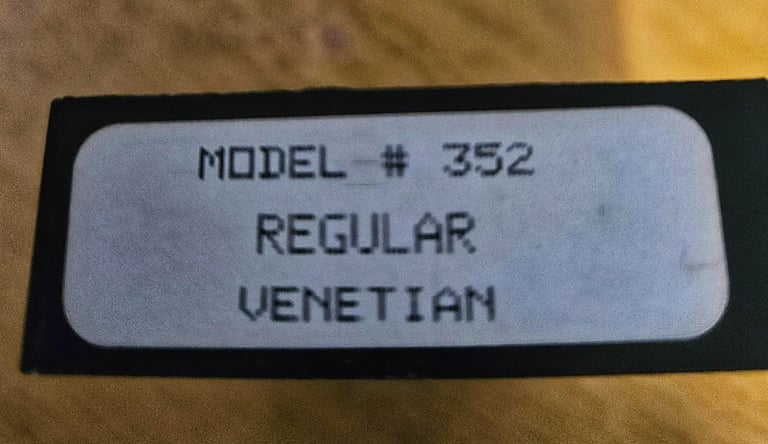 MODEL # 352
REGULAR
VENETIAN